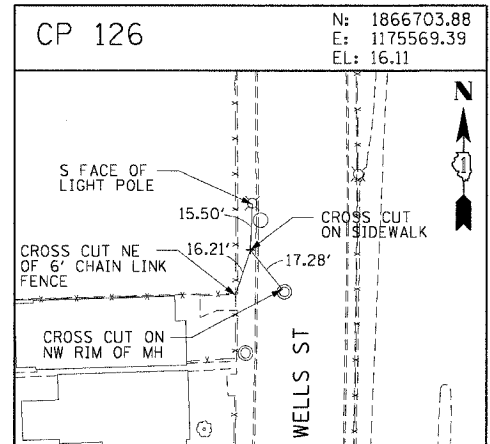 CP 126
N: 1866703.88
E: 1175569.39
EL: 16.11
N
S FACE OF
LIGHT POLE
15.50'
CROSS CUT
ON SIDEWALK
CROSS CUT NE
OF 6' CHAIN LINK
FENCE
16.21'
17.28'
CROSS CUT ON
NW RIM OF MH
WELLS ST
1